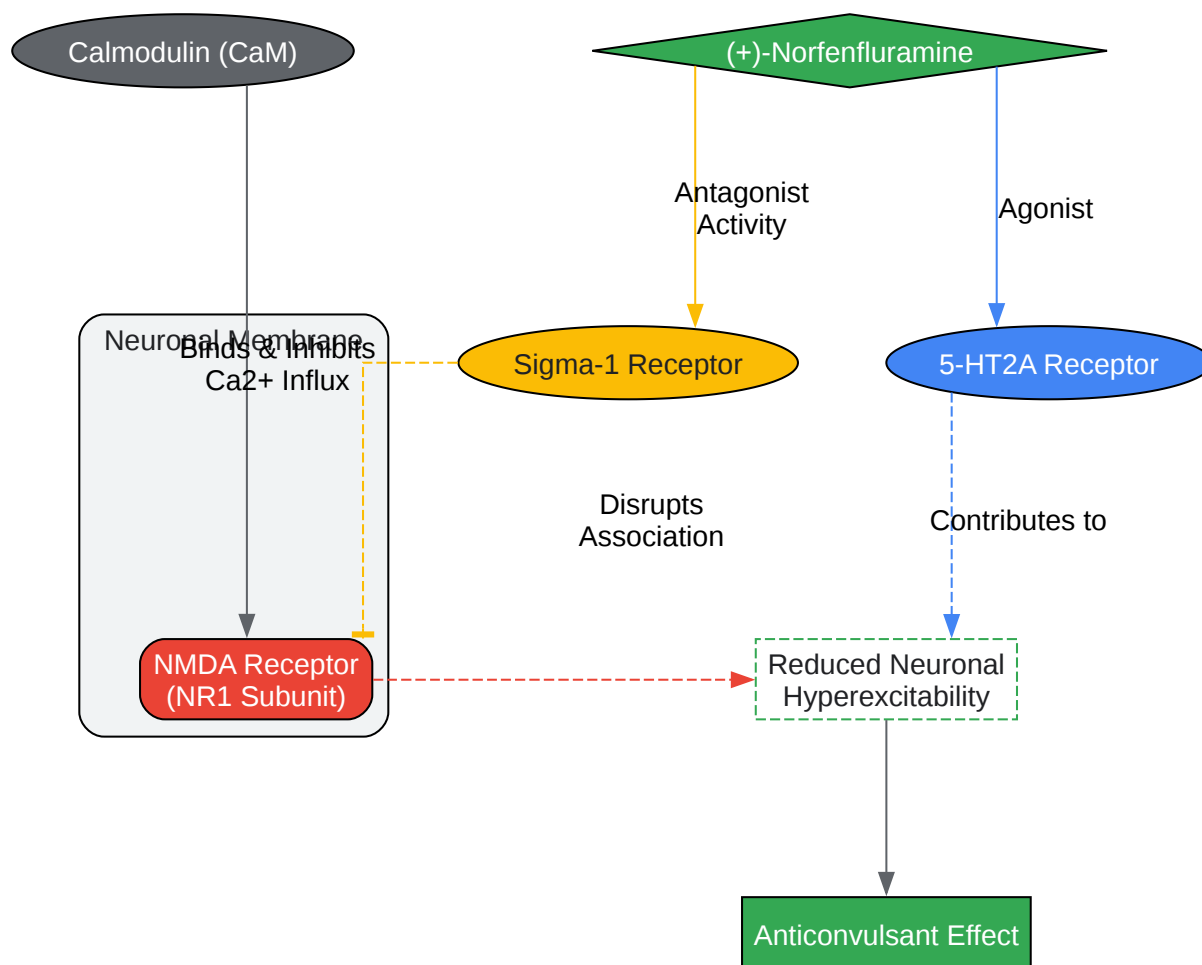 Calmodulin (CaM)
(+)-Norfenfluramine
Antagonist
Activity
Agonist
Neuronal Membrane
Binds & Inhibits
Ca2+ Influx
Sigma-1 Receptor
5-HT2A Receptor
Disrupts
Association
Contributes to
NMDA Receptor
(NR1 Subunit)
Reduced Neuronal
Hyperexcitability
Anticonvulsant Effect